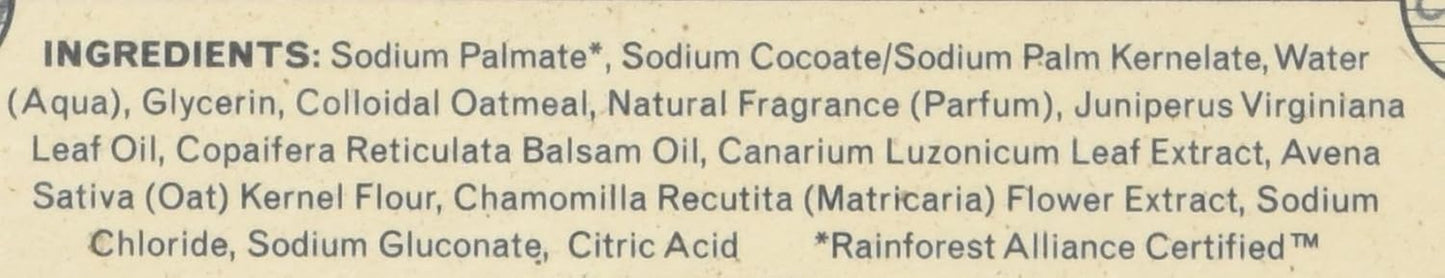 INGREDIENTS: Sodium Palmate*, Sodium Cocoate/Sodium Palm Kernelate, Water
(Aqua), Glycerin, Colloidal Oatmeal, Natural Fragrance (Parfum), Juniperus Virginiana
Leaf Oil, Copaifera Reticulata Balsam Oil, Canarium Luzonicum Leaf Extract, Avena
Sativa (Oat) Kernel Flour, Chamomilla Recutita (Matricaria) Flower Extract, Sodium
Chloride, Sodium Gluconate, Citric Acid *Rainforest Alliance Certified™